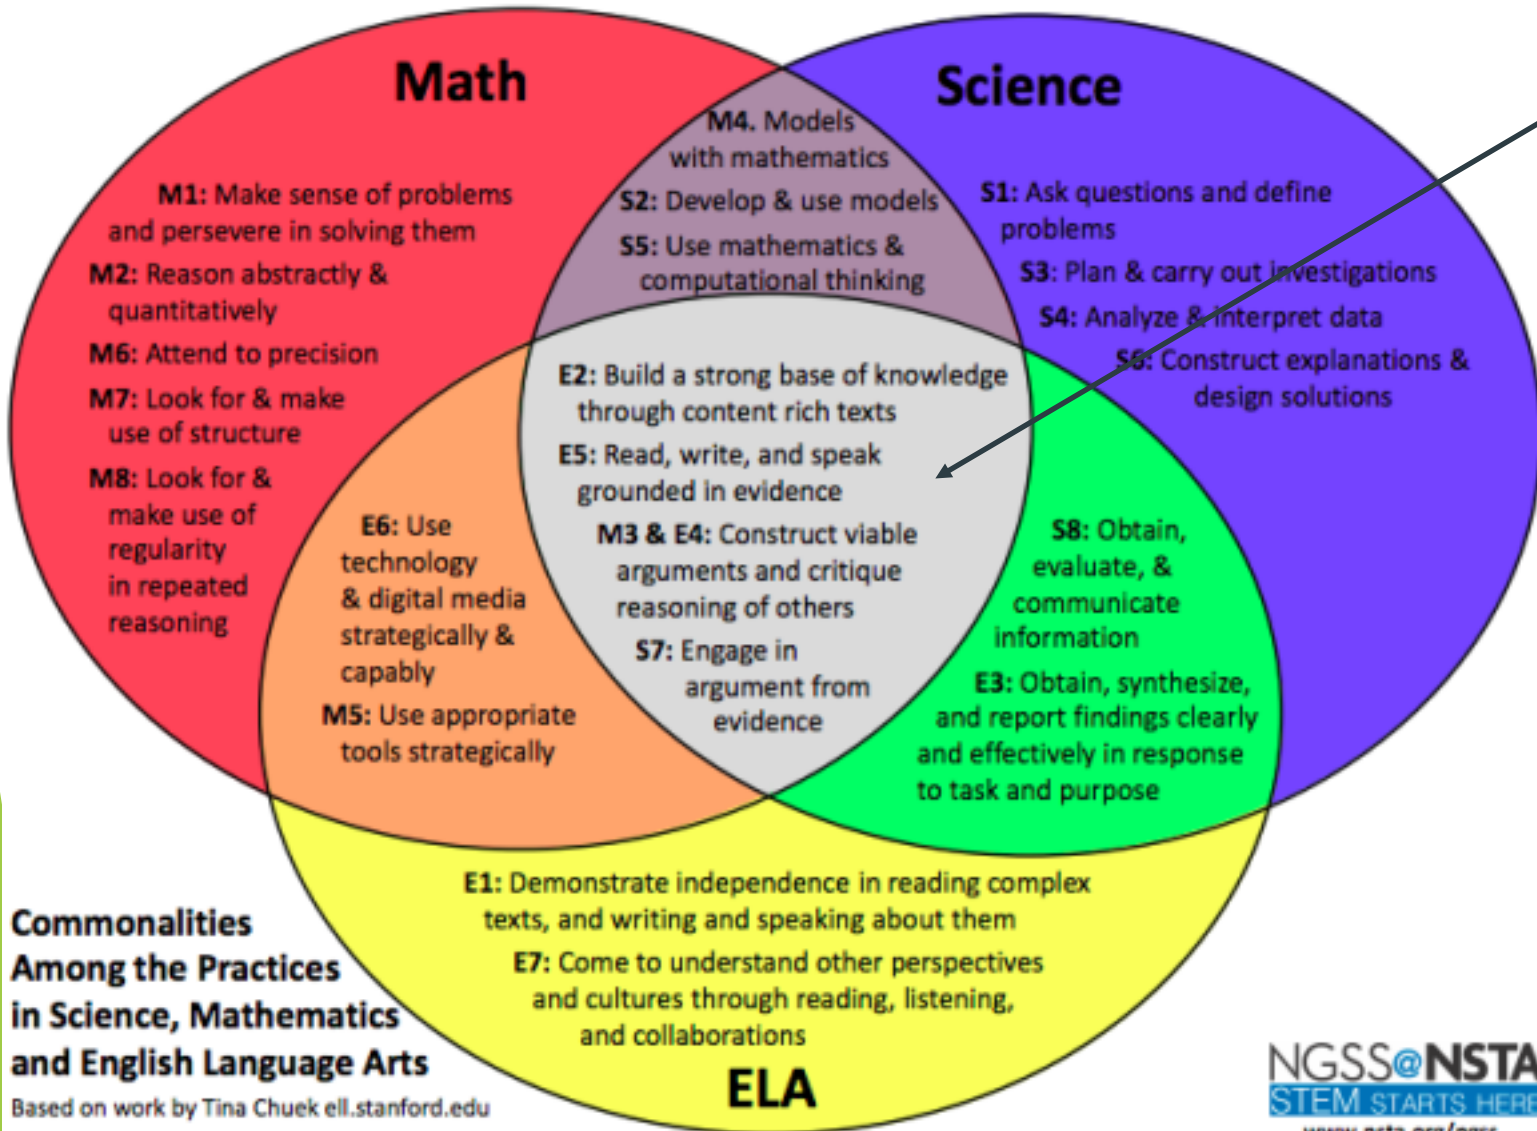 Math
Science
M4. Models
with mathematics
S2: Develop & use models
S5: Use mathematics &
computational thinking
M1: Make sense of problems
and persevere in solving them
M2: Reason abstractly &
quantitatively
M6: Attend to precision
M7: Look for & make
use of structure
M8: Look for &
make use of
regularity
in repeated
reasoning
S1: Ask questions and define
problems
S3: Plan & carry out investigations
S4: Analyze & interpret data
S6: Construct explanations &
design solutions
E2: Build a strong base of knowledge
through content rich texts
E5: Read, write, and speak
grounded in evidence
M3 & E4: Construct viable
arguments and critique
reasoning of others
S7: Engage in
argument from
evidence
E6: Use
technology
& digital media
strategically &
capably
M5: Use appropriate
tools strategically
S8: Obtain,
evaluate, &
communicate
information
E3: Obtain, synthesize,
and report findings clearly
and effectively in response
to task and purpose
E1: Demonstrate independence in reading complex
texts, and writing and speaking about them
E7: Come to understand other perspectives
and cultures through reading, listening,
and collaborations
ELA
Commonalities
Among the Practices
in Science, Mathematics
and English Language Arts
Based on work by Tina Chuek ell.stanford.edu
NGSS@NSTA
STEM STARTS HERE
www.nsta.org/ngss